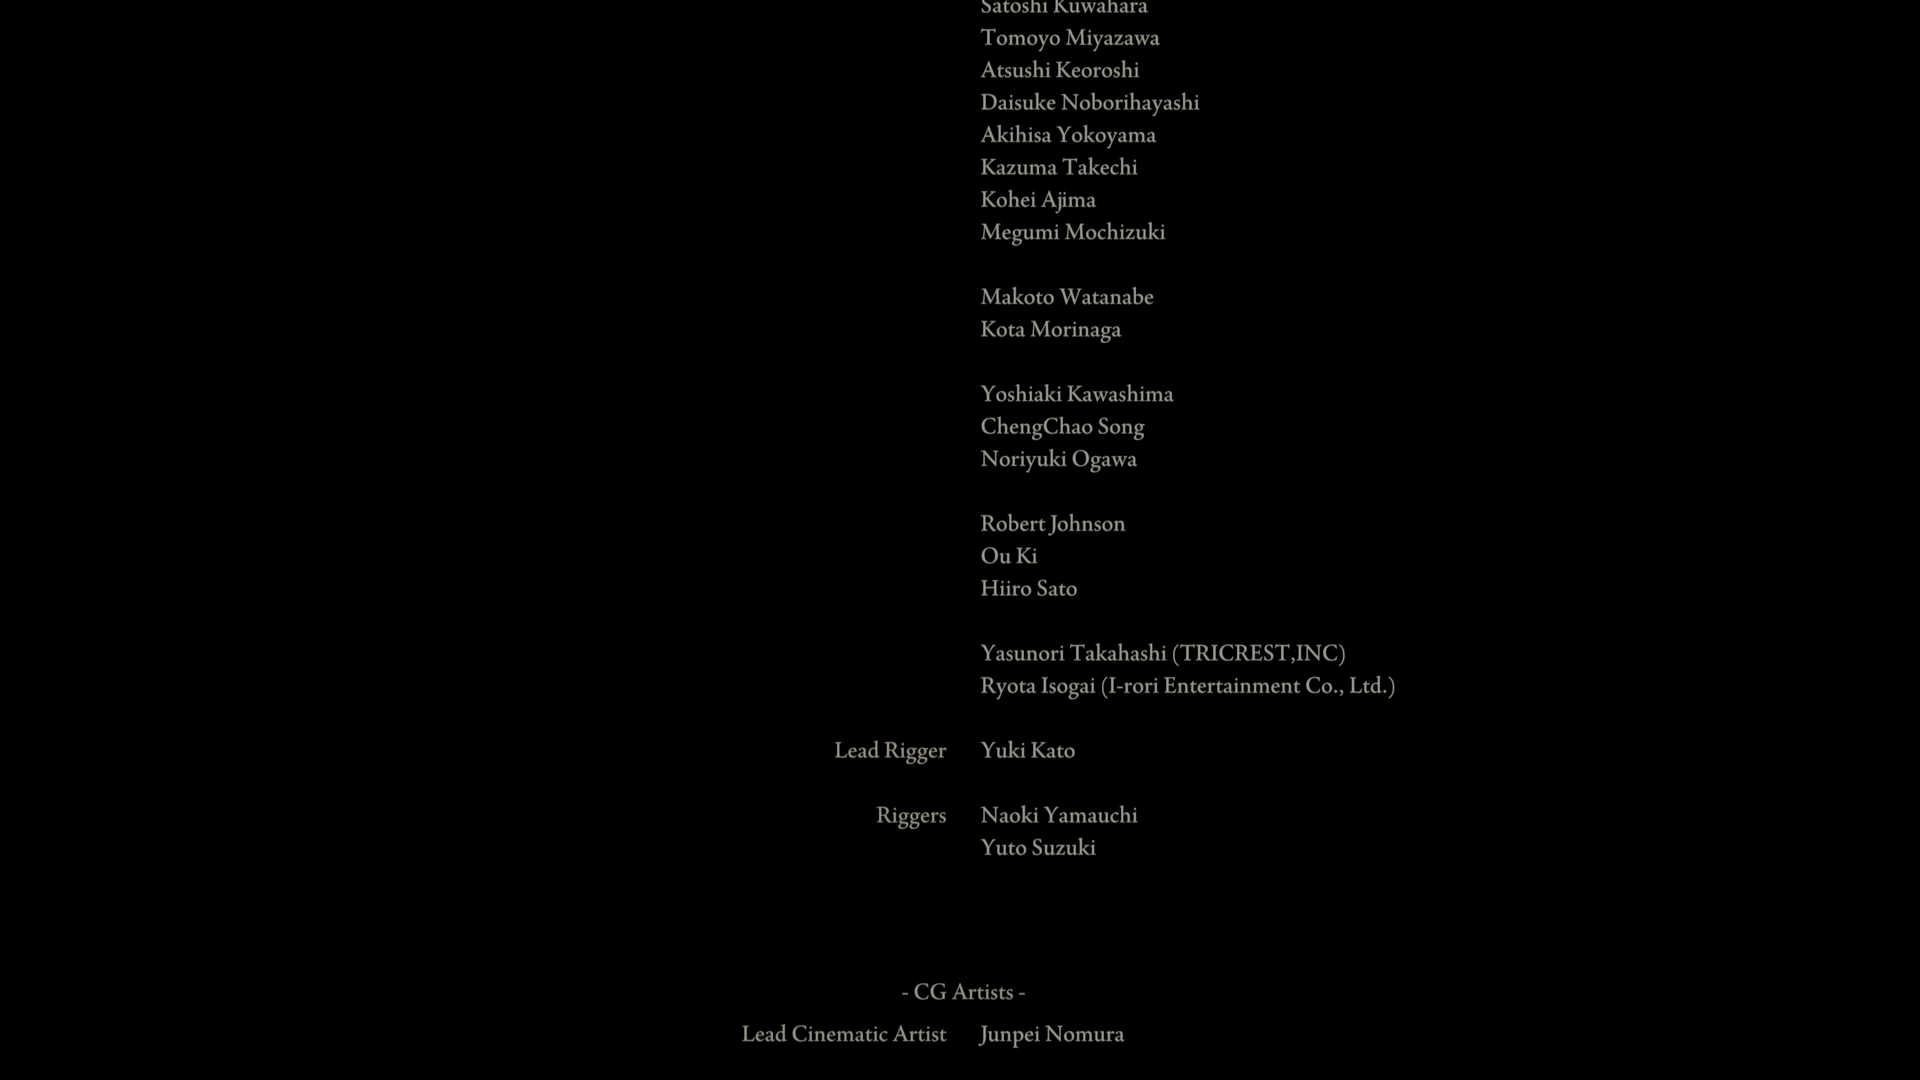 Satoshi Kuwahara
Tomoyo Miyazawa
Atsushi Keoroshi
Daisuke Noborihayashi
Akihisa Yokoyama
Kazuma Takechi
Kohei Ajima
Megumi Mochizuki
Makoto Watanabe
Kota Morinaga
Yoshiaki Kawashima
ChengChao Song
Noriyuki Ogawa
Robert Johnson
Ou Ki
Hiiro Sato
Yasunori Takahashi (TRICREST,INC)
Ryota Isogai (I-rori Entertainment Co., Ltd.)
Lead Rigger Yuki Kato
Riggers Naoki Yamauchi
Yuto Suzuki
- CG Artists -
Lead Cinematic Artist Junpei Nomura